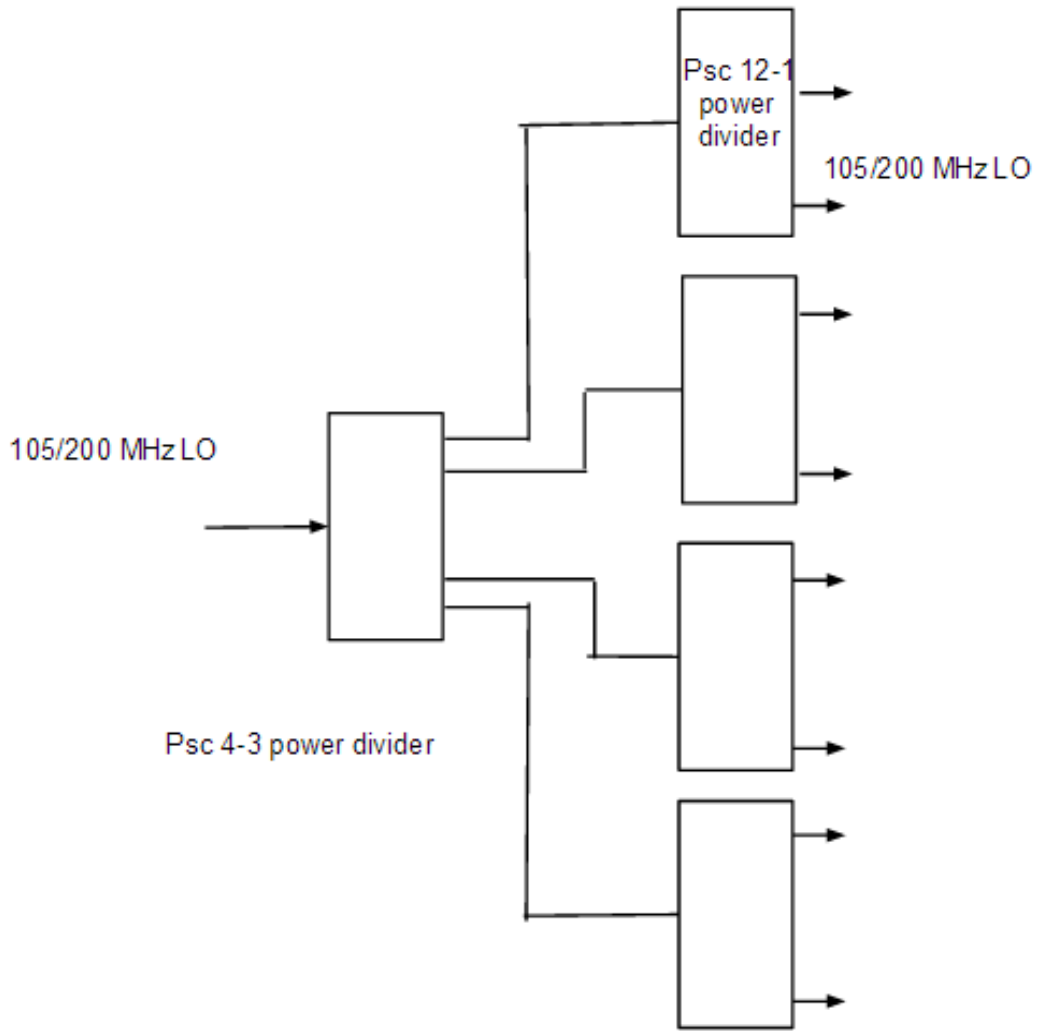 Psc 12-1
power
divider
105/200 MHz LO
105/200 MHz LO
Psc 4-3 power divider